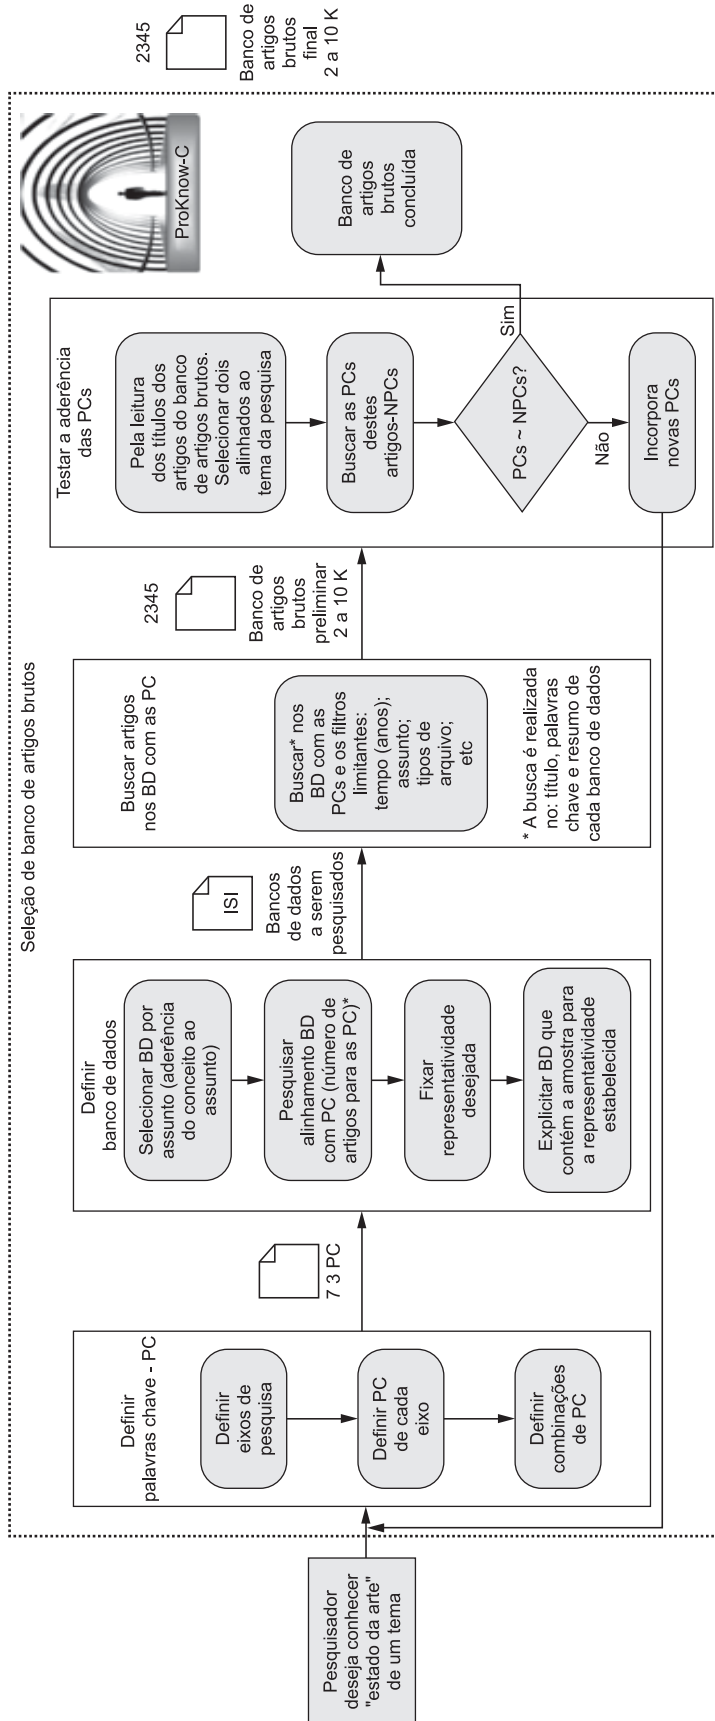 Seleção de banco de artigos brutos
Pesquisador
deseja conhecer
"estado da arte"
de um tema
Definir
palavras chave - PC
Definir
eixos de
pesquisa
Definir PC
de cada
eixo
Definir
combinações
de PC
7 3 PC
Definir
banco de dados
Selecionar BD por
assunto (aderência
do conceito ao
assunto)
Pesquisar
alinhamento BD
com PC (número de
artigos para as PC)*
Fixar
representatividade
desejada
Explicitar BD que
contém a amostra para
a representatividade
estabelecida
ISI
Bancos
de dados
a serem
pesquisados
Buscar artigos
nos BD com as PC
Buscar* nos
BD com as
PCs e os filtros
limitantes:
tempo (anos);
assunto;
tipos de
arquivo;
etc
* A busca é realizada
no: título, palavras
chave e resumo de
cada banco de dados
2345
Banco de
artigos
brutos
preliminar
2 a 10 K
Testar a aderência
das PCs
Pela leitura
dos títulos dos
artigos do banco
de artigos brutos.
Selecionar dois
alinhados ao
tema da pesquisa
Buscar as PCs
destes
artigos-NPCs
PCs ~ NPCs?
Sim
Não
Incorpora
novas PCs
ProKnow-C
Banco de
artigos
brutos
concluída
2345
Banco de
artigos
brutos
final
2 a 10 K